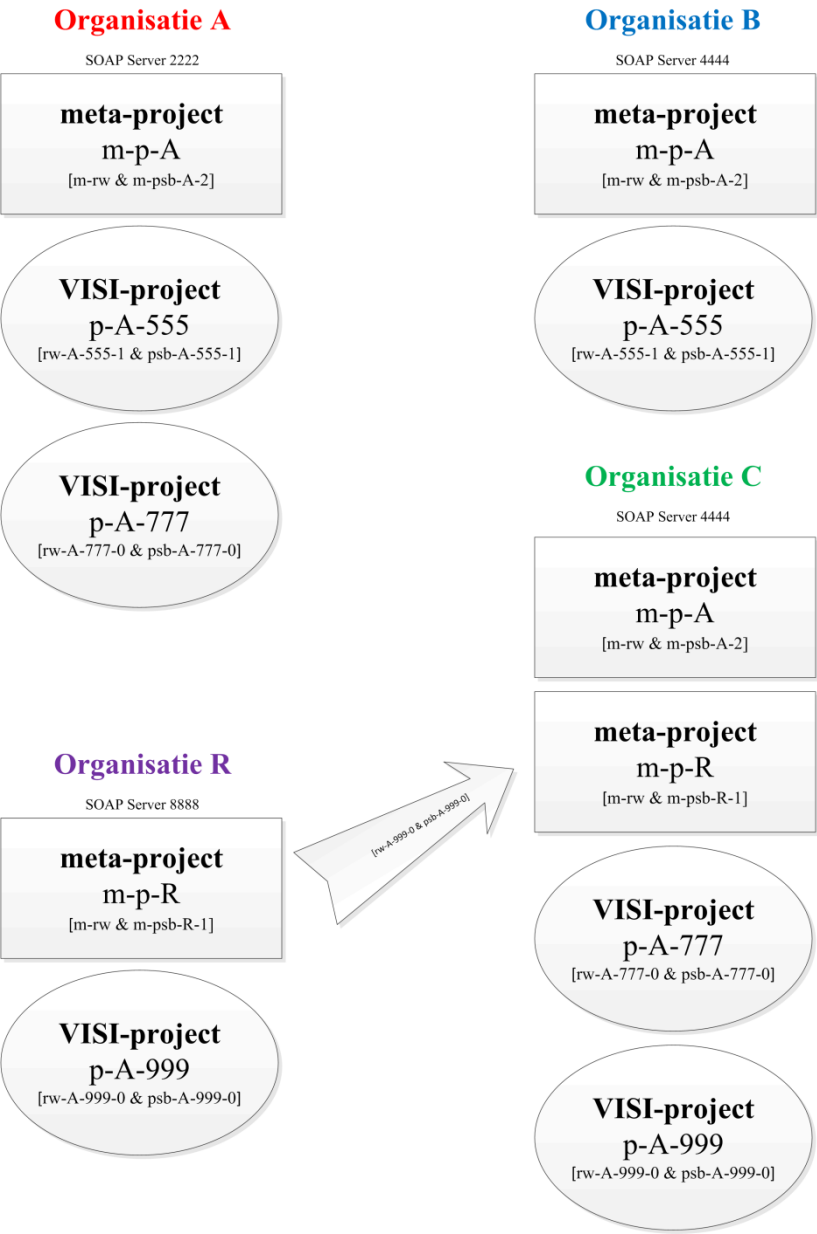 Organisatie A
SOAP Server 2222
meta-project
m-p-A
[m-rw & m-psb-A-2]
VISI-project
p-A-555
[rw-A-555-1 & psb-A-555-1]
VISI-project
p-A-777
[rw-A-777-0 & psb-A-777-0]
Organisatie B
SOAP Server 4444
meta-project
m-p-A
[m-rw & m-psb-A-2]
VISI-project
p-A-555
[rw-A-555-1 & psb-A-555-1]
Organisatie R
SOAP Server 8888
meta-project
m-p-R
[m-rw & m-psb-R-1]
VISI-project
p-A-999
[rw-A-999-0 & psb-A-999-0]
[rw-A-999-0 & psb-A-999-0]
Organisatie C
SOAP Server 4444
meta-project
m-p-A
[m-rw & m-psb-A-2]
meta-project
m-p-R
[m-rw & m-psb-R-1]
VISI-project
p-A-777
[rw-A-777-0 & psb-A-777-0]
VISI-project
p-A-999
[rw-A-999-0 & psb-A-999-0]